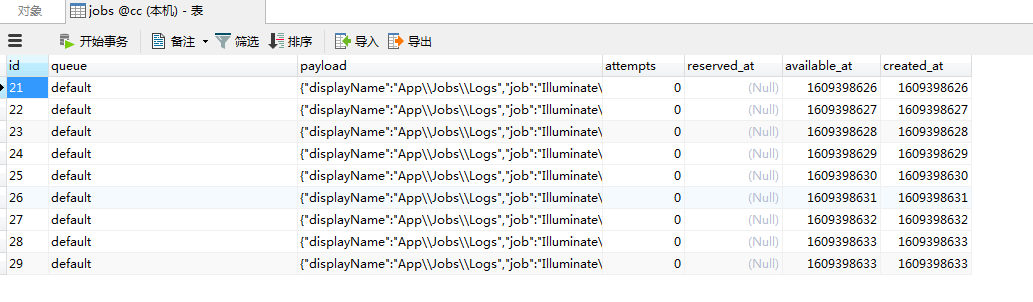 对象 jobs @cc (本机) - 表
开始事务 备注 筛选 排序 导入 导出
id queue payload attempts reserved_at available_at created_at
21 default {"displayName":"App\\Jobs\\Logs","job":"Illuminate\ 0 (Null) 1609398626 1609398626
22 default {"displayName":"App\\Jobs\\Logs","job":"Illuminate\ 0 (Null) 1609398627 1609398627
23 default {"displayName":"App\\Jobs\\Logs","job":"Illuminate\ 0 (Null) 1609398628 1609398628
24 default {"displayName":"App\\Jobs\\Logs","job":"Illuminate\ 0 (Null) 1609398629 1609398629
25 default {"displayName":"App\\Jobs\\Logs","job":"Illuminate\ 0 (Null) 1609398630 1609398630
26 default {"displayName":"App\\Jobs\\Logs","job":"Illuminate\ 0 (Null) 1609398631 1609398631
27 default {"displayName":"App\\Jobs\\Logs","job":"Illuminate\ 0 (Null) 1609398632 1609398632
28 default {"displayName":"App\\Jobs\\Logs","job":"Illuminate\ 0 (Null) 1609398633 1609398633
29 default {"displayName":"App\\Jobs\\Logs","job":"Illuminate\ 0 (Null) 1609398633 1609398633